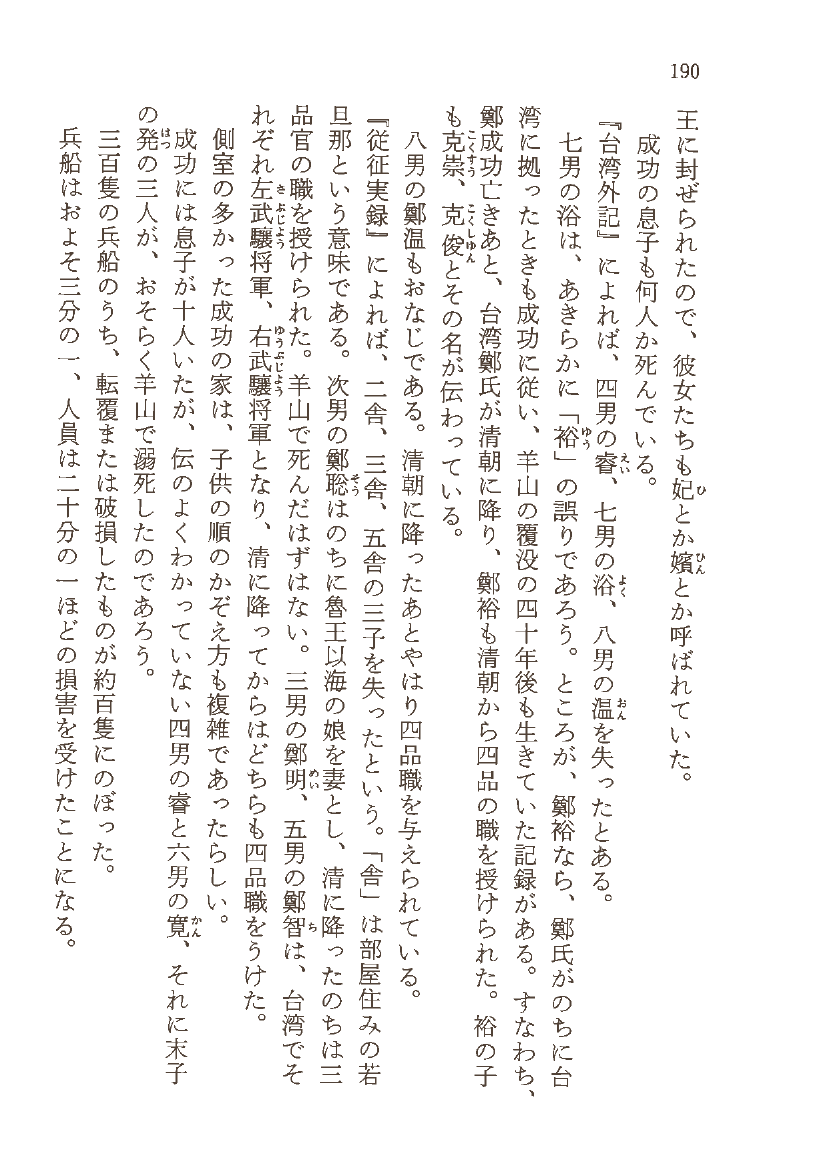 190
王に封ぜられたので、彼女たちも妃とか嬪とか呼ばれていた。
成功の息子も何人か死んでいる。
『台湾外記』によれば、四男の睿、七男の浴、八男の温を失ったとある。
七男の浴は、あきらかに「裕」の誤りであろう。ところが、鄭裕なら、鄭氏がのちに台
湾に拠ったときも成功に従い、羊山の覆没の四十年後も生きていた記録がある。すなわち、
鄭成功亡きあと、台湾鄭氏が清朝に降り、鄭裕も清朝から四品の職を授けられた。裕の子
も克崇、克俊とその名が伝わっている。
八男の鄭温もおなじである。清朝に降ったあとやはり四品職を与えられている。
『従征実録』によれば、二舎、三舎、五舎の三子を失ったという。「舎」は部屋住みの若
旦那という意味である。次男の鄭聡はのちに魯王以海の娘を妻とし、清に降ったのちは三
品官の職を授けられた。羊山で死んだはずはない。三男の鄭明、五男の鄭智は、台湾でそ
れぞれ左武驤将軍、右武驤将軍となり、清に降ってからはどちらも四品職をうけた。
側室の多かった成功の家は、子供の順のかぞえ方も複雑であったらしい。
成功には息子が十人いたが、伝のよくわかっていない四男の睿と六男の寛、それに末子
の発の三人が、おそらく羊山で溺死したのであろう。
三百隻の兵船のうち、転覆または破損したものが約百隻にのぼった。
兵船はおよそ三分の一、人員は二十分の一ほどの損害を受けたことになる。